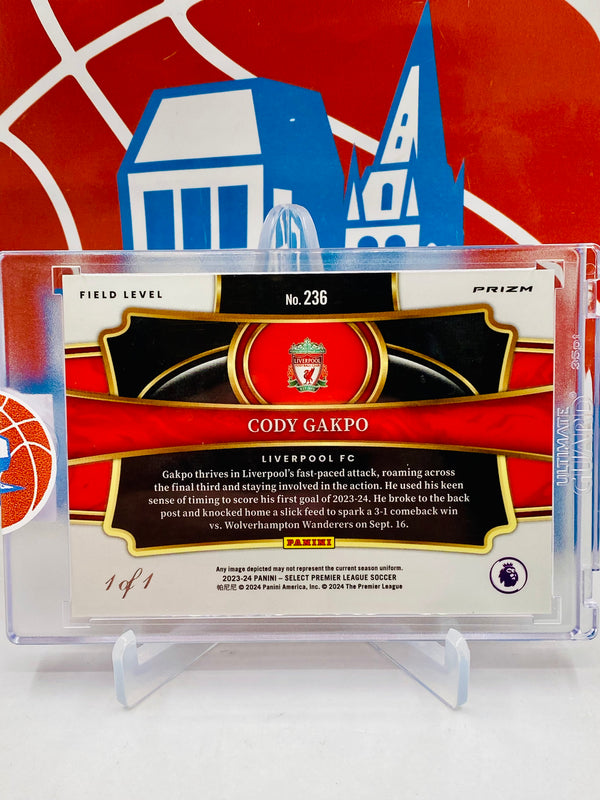 FIELD LEVEL
No. 236
PRIZM
LIVERPOOL
CODY GAKPO
LIVERPOOL FC
Gakpo thrives in Liverpool's fast-paced attack, roaming across
the final third and staying involved in the action. He used his keen
sense of timing to score his first goal of 2023-24. He broke to the back
post and knocked home a slick feed to spark a 3-1 comeback win
vs. Wolverhampton Wanderers on Sept. 16.
PANINI
1 of 1
Any image depicted may not represent the current season uniform.
2023-24 PANINI – SELECT PREMIER LEAGUE SOCCER
帕尼尼 © 2024 Panini America, Inc. © 2024 The Premier League
ULTIMATE
GUARD